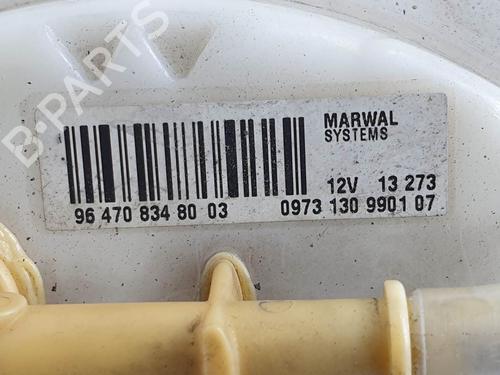 B-PARTS
MARWAL
SYSTEMS
12V 13 273
96 470 834 80 03 0973 130 9901 07